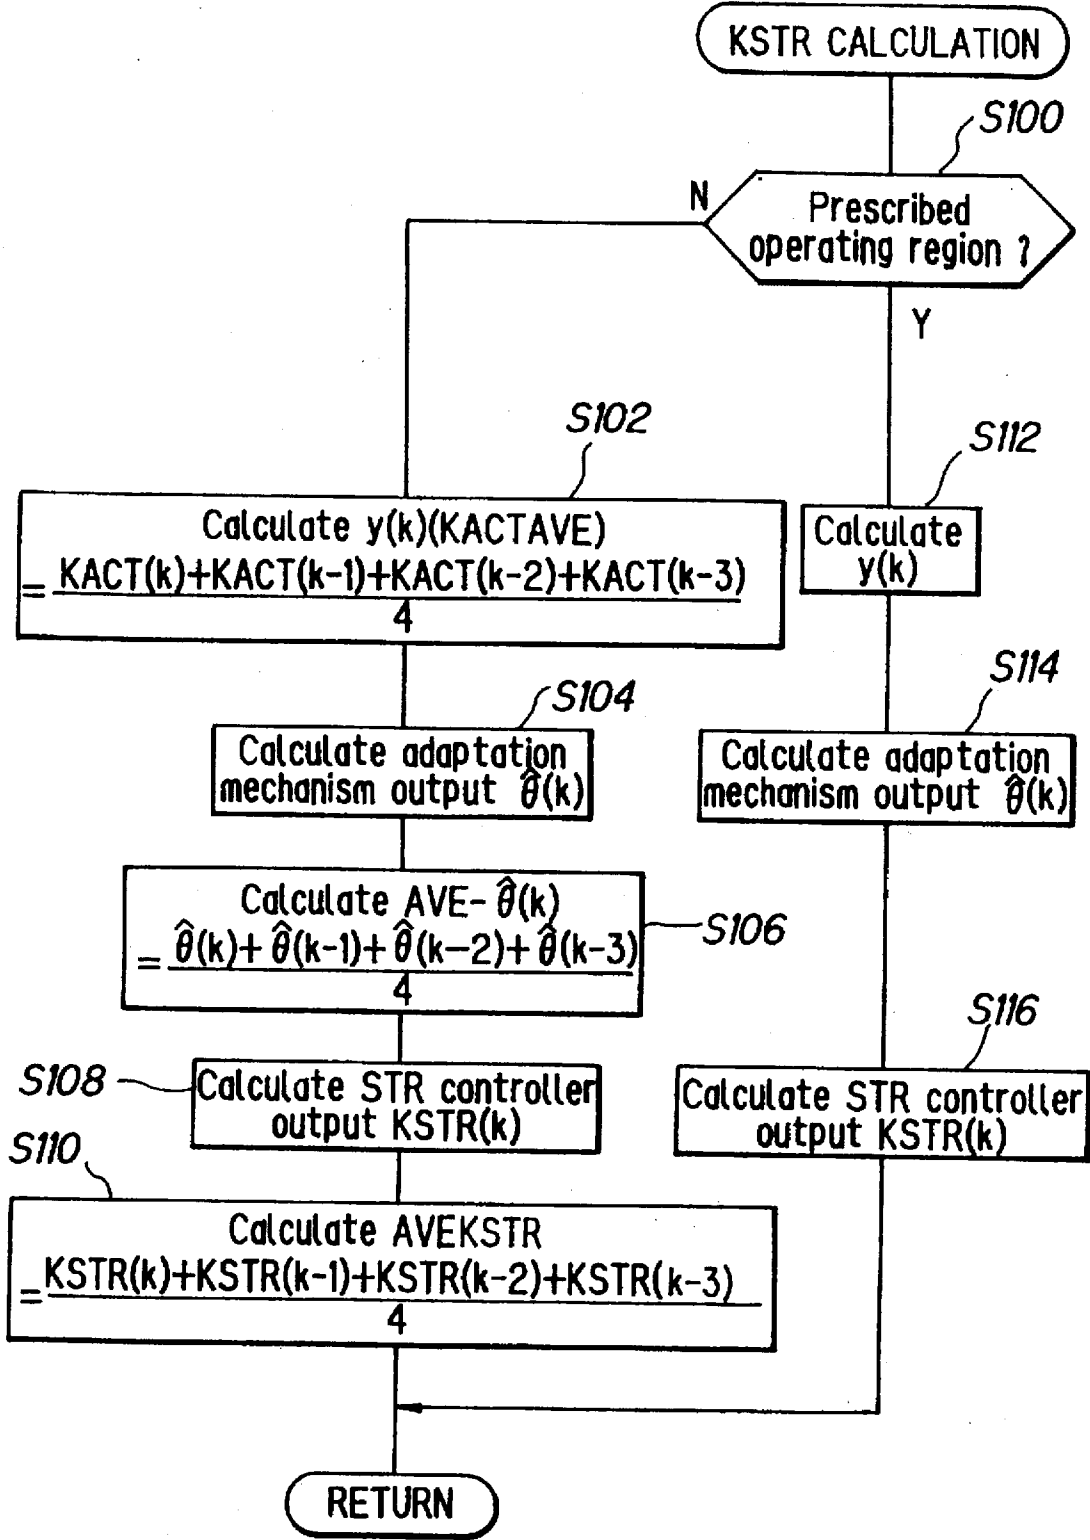 KSTR CALCULATION
S100
Prescribed
operating region ?
N
Y
S102
Calculate y(k)(KACTAVE)
= KACT(k)+KACT(k-1)+KACT(k-2)+KACT(k-3)
4
S112
Calculate
y(k)
S104
Calculate adaptation
mechanism output θ̂(k)
S114
Calculate adaptation
mechanism output θ̂(k)
Calculate AVE-θ̂(k)
= θ̂(k)+θ̂(k-1)+θ̂(k-2)+θ̂(k-3)
4
S106
S108
Calculate STR controller
output KSTR(k)
S116
Calculate STR controller
output KSTR(k)
S110
Calculate AVEKSTR
= KSTR(k)+KSTR(k-1)+KSTR(k-2)+KSTR(k-3)
4
RETURN